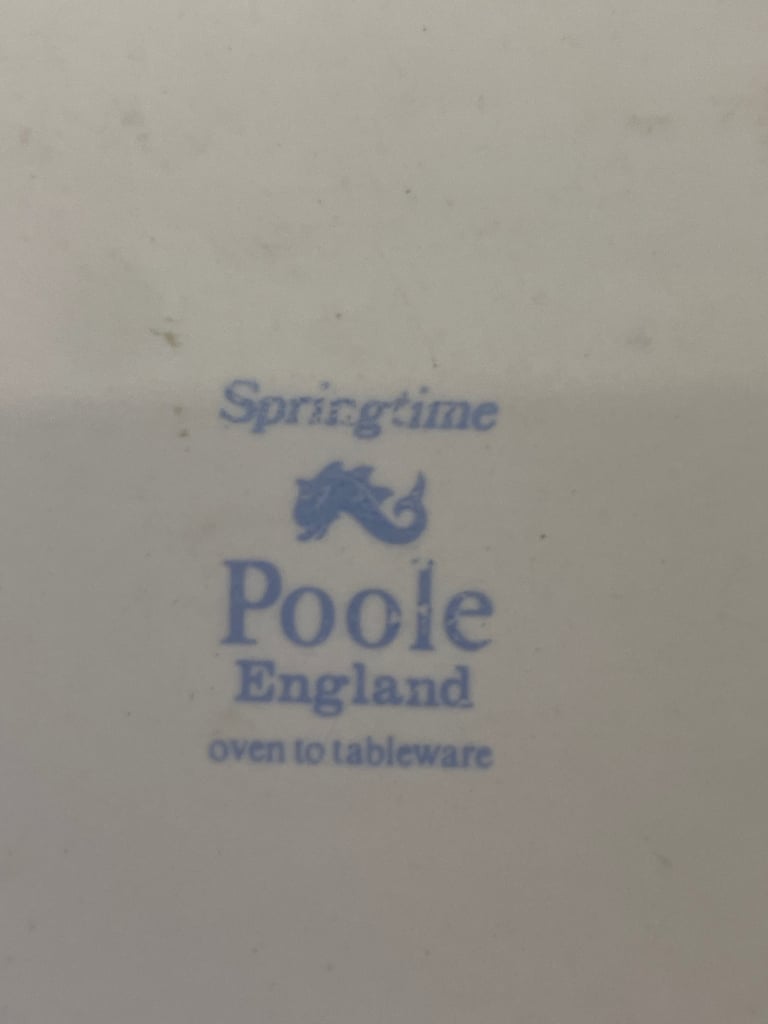 Springtime
Poole
England
oven to tableware